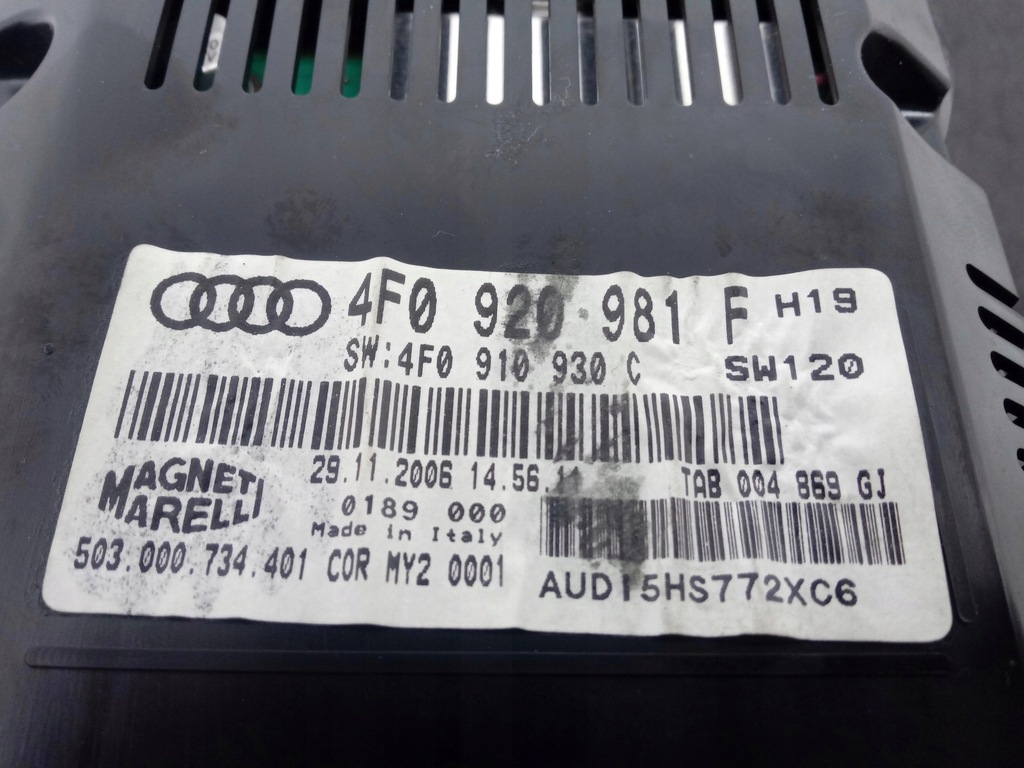 4F0 920 981 F H19
SW:4F0 910 930 C SW120
29.11.2006 14.56.11 TAB 004 869 GJ
MAGNETI
MARELLI
0189 000
Made in Italy
503.000.734.401 COR MY2 0001
AUDI5HS772XC6